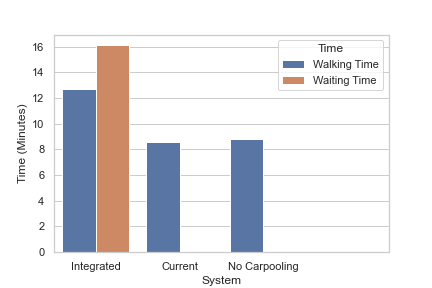 Time
Walking Time
Waiting Time
16
14
12
10
8
6
4
2
0
Time (Minutes)
Integrated
Current
No Carpooling
System